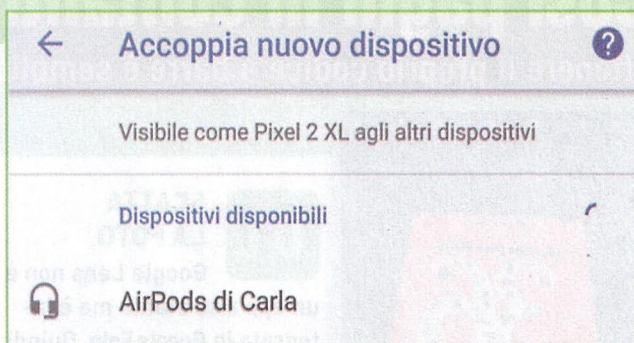 Accoppia nuovo dispositivo
?
Visibile come Pixel 2 XL agli altri dispositivi
Dispositivi disponibili
AirPods di Carla